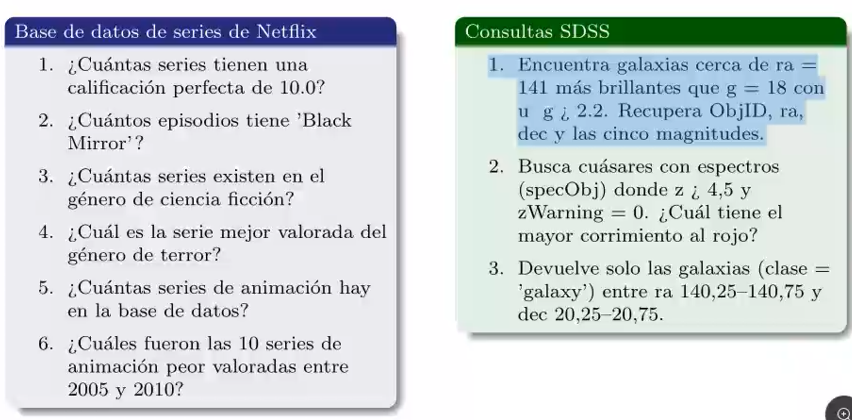 Base de datos de series de Netflix
1. ¿Cuántas series tienen una
calificación perfecta de 10.0?
2. ¿Cuántos episodios tiene 'Black
Mirror'?
3. ¿Cuántas series existen en el
género de ciencia ficción?
4. ¿Cuál es la serie mejor valorada del
género de terror?
5. ¿Cuántas series de animación hay
en la base de datos?
6. ¿Cuáles fueron las 10 series de
animación peor valoradas entre
2005 y 2010?
Consultas SDSS
1. Encuentra galaxias cerca de ra =
141 más brillantes que g = 18 con
u g ¿ 2.2. Recupera ObjID, ra,
dec y las cinco magnitudes.
2. Busca cuásares con espectros
(specObj) donde z ¿ 4,5 y
zWarning = 0. ¿Cuál tiene el
mayor corrimiento al rojo?
3. Devuelve solo las galaxias (clase =
'galaxy') entre ra 140,25–140,75 y
dec 20,25–20,75.